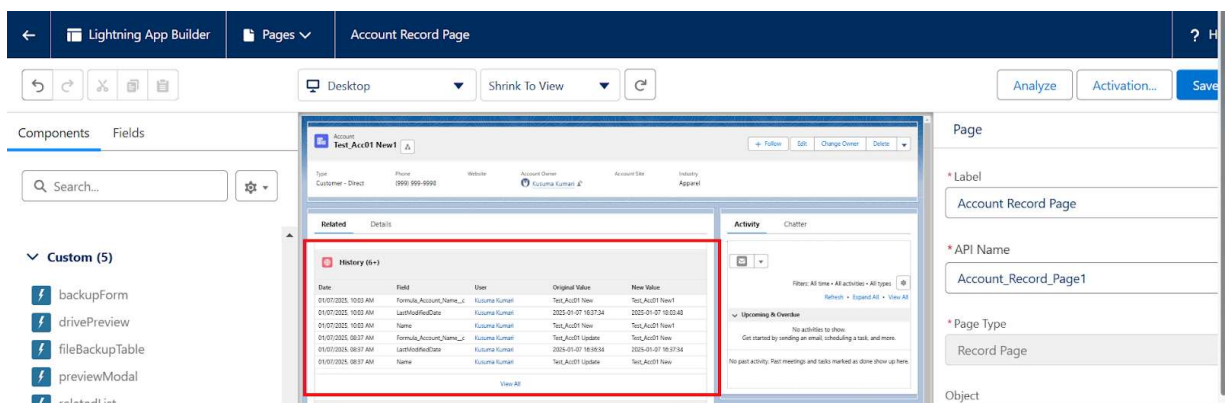 Lightning App Builder Pages Account Record Page ? H
Desktop Shrink To View Analyze Activation... Save
Components Fields
Search...
Custom (5)
backupForm
drivePreview
fileBackupTable
previewModal
relatedList
Account
Test_Acc01 New1
+ Follow Edit Change Owner Delete
Type Phone Website Account Owner Account Site Industry
Customer - Direct (999) 999-9990 Kusuma Kumari Apparel
Related Details
History (6+)
Date Field User Original Value New Value
01/07/2025, 10:03 AM Formula_Account_Name__c Kusuma Kumari Test_Acc01 New Test_Acc01 New1
01/07/2025, 10:03 AM LastModifiedDate Kusuma Kumari 2025-01-07 16:37:34 2025-01-07 18:03:48
01/07/2025, 10:03 AM Name Kusuma Kumari Test_Acc01 New Test_Acc01 New1
01/07/2025, 08:37 AM Formula_Account_Name__c Kusuma Kumari Test_Acc01 Update Test_Acc01 New
01/07/2025, 08:37 AM LastModifiedDate Kusuma Kumari 2025-01-07 16:36:34 2025-01-07 16:37:34
01/07/2025, 08:37 AM Name Kusuma Kumari Test_Acc01 Update Test_Acc01 New
View All
Activity Chatter
Filters: All time • All activities • All types
Refresh • Expand All • View All
Upcoming & Overdue
No activities to show.
Get started by sending an email, scheduling a task, and more.
No past activity. Past meetings and tasks marked as done show up here.
Page
*Label
Account Record Page
*API Name
Account_Record_Page1
*Page Type
Record Page
Object